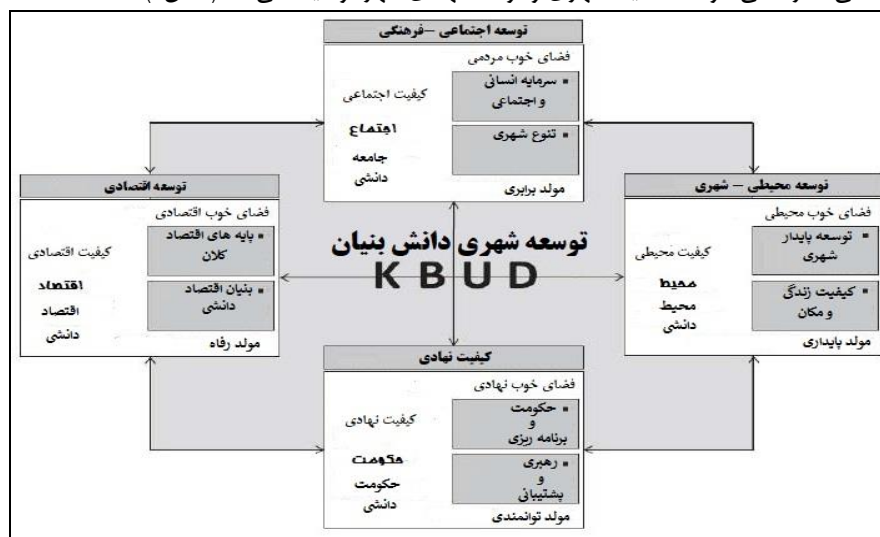 توسعه اجتماعی – فرهنگی
فضای خوب مردمی
▪ سرمایه انسانی
و اجتماعی
▪ تنوع شهری
کیفیت اجتماعی
اجتماع
جامعه
دانشی
مولد برابری
توسعه محیطی – شهری
فضای خوب محیطی
▪ توسعه پایدار
شهری
▪ کیفیت زندگی
و مکان
کیفیت محیطی
محیط
محیط
دانشی
مولد پایداری
توسعه شهری دانش بنیان
K B U D
توسعه اقتصادی
فضای خوب اقتصادی
▪ پایه های اقتصاد
کلان
▪ بنیان اقتصاد
دانشی
کیفیت اقتصادی
اقتصاد
اقتصاد
دانشی
مولد رفاه
کیفیت نهادی
فضای خوب نهادی
▪ حکومت
و
برنامه ریزی
▪ رهبری
و
پشتیبانی
کیفیت نهادی
حکومت
حکومت
دانشی
مولد توانمندی